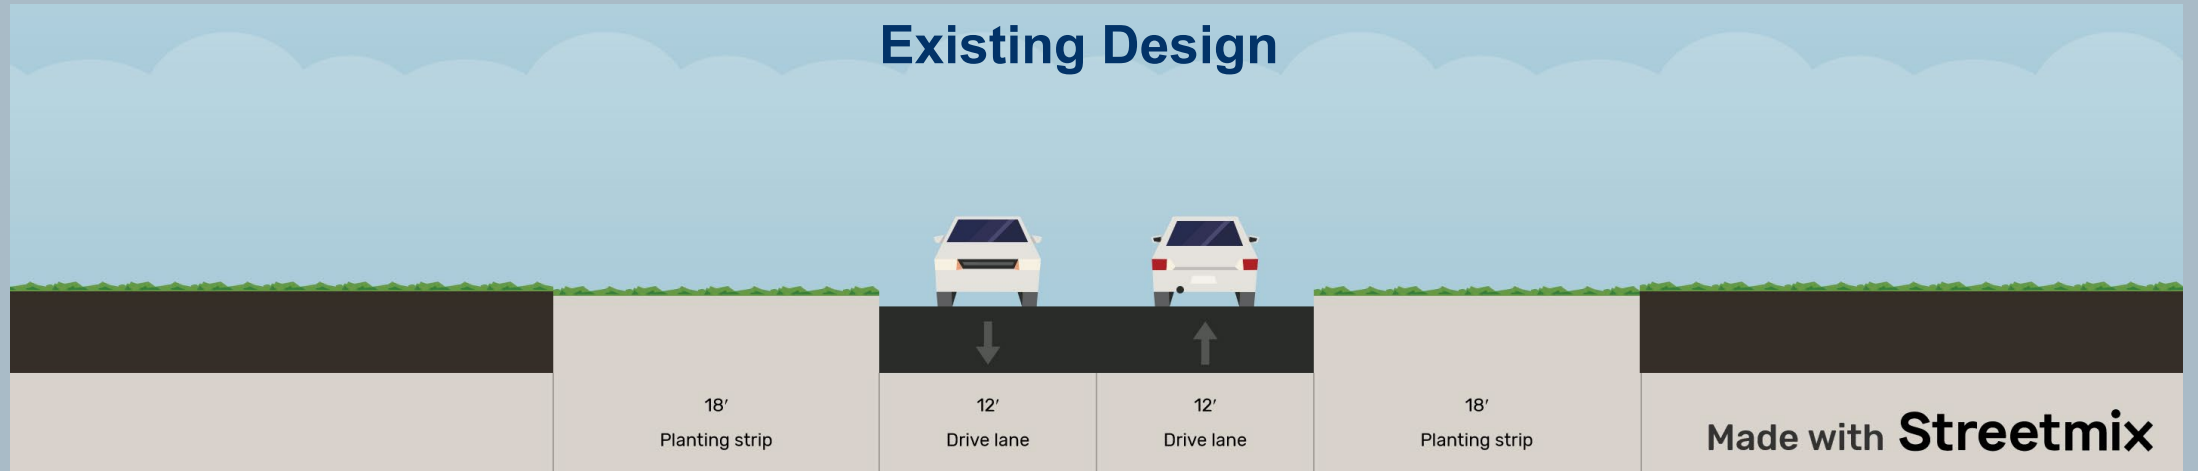 Existing Design
18′
12′
12′
18′
Planting strip
Drive lane
Drive lane
Planting strip
Made with Streetmix